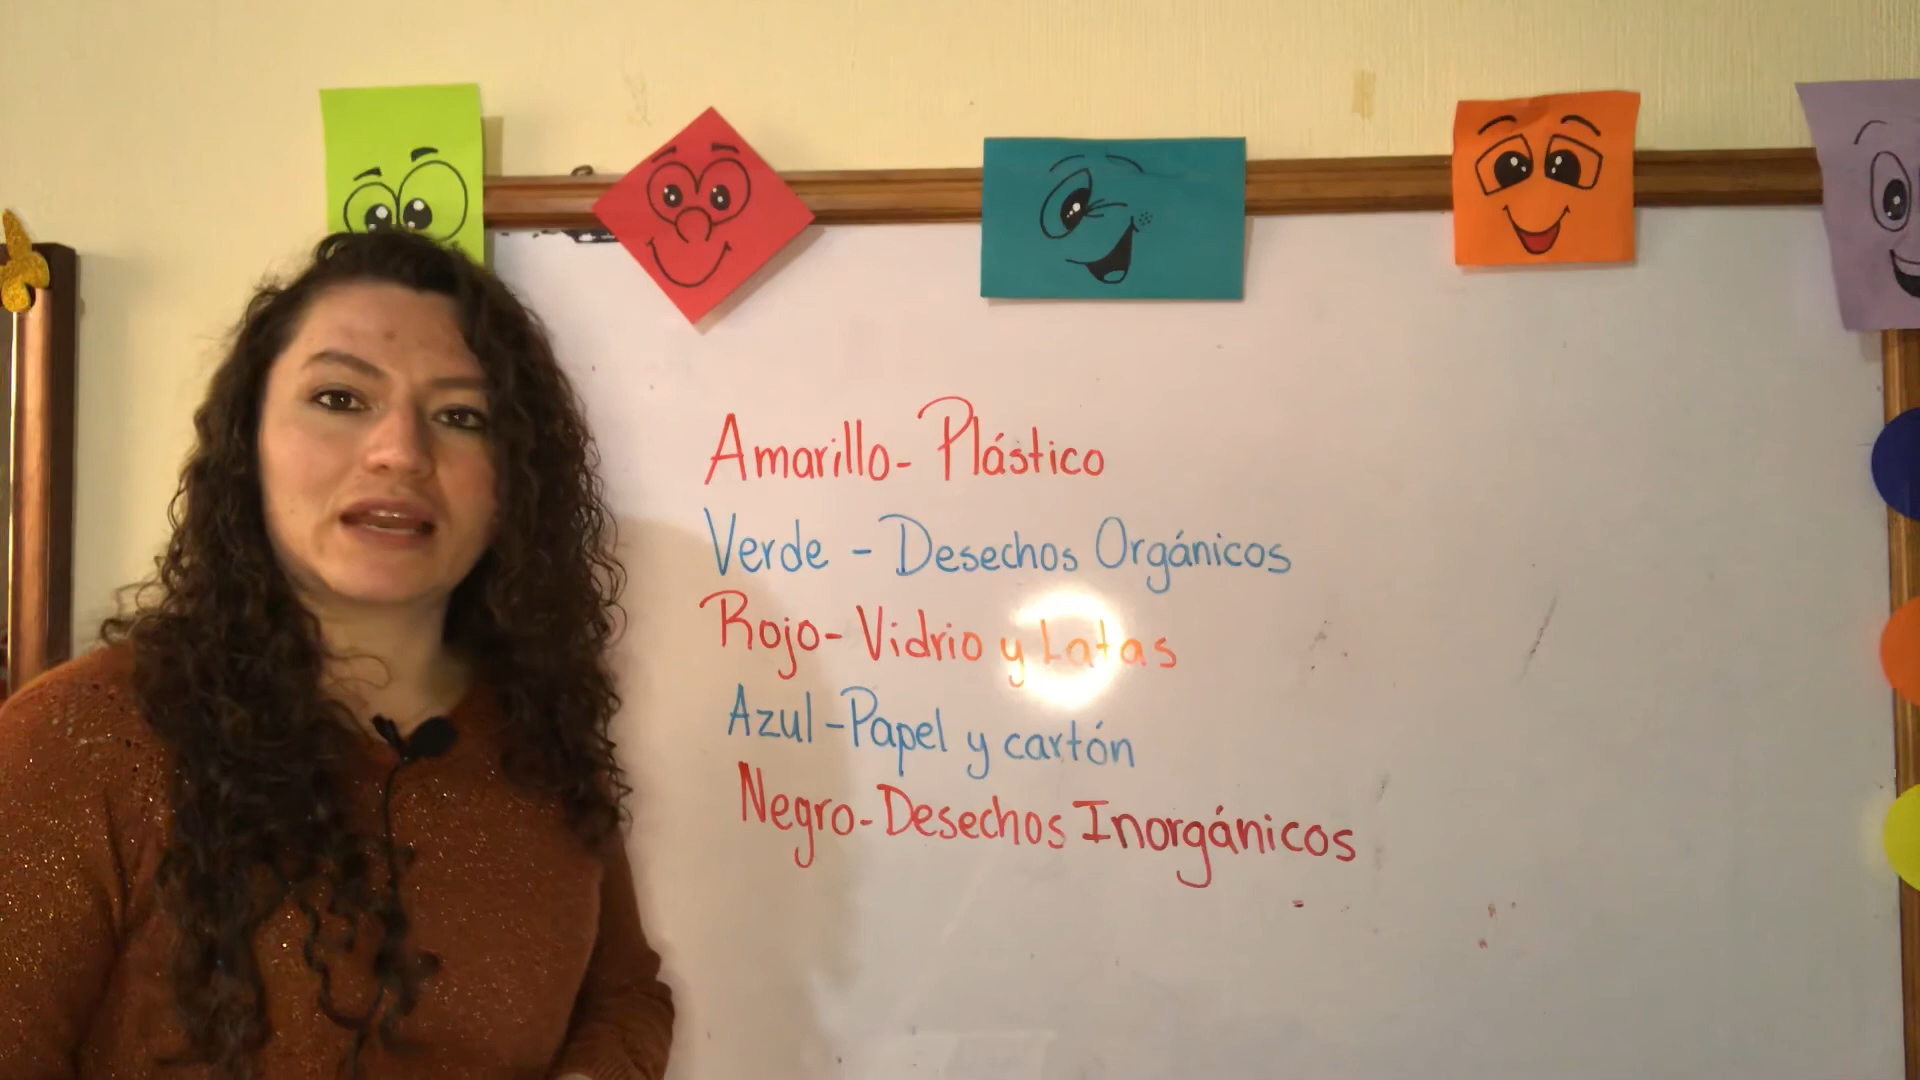 Amarillo- Plástico
Verde - Desechos Orgánicos
Rojo- Vidrio y Latas
Azul -Papel y cartón
Negro-Desechos Inorgánicos